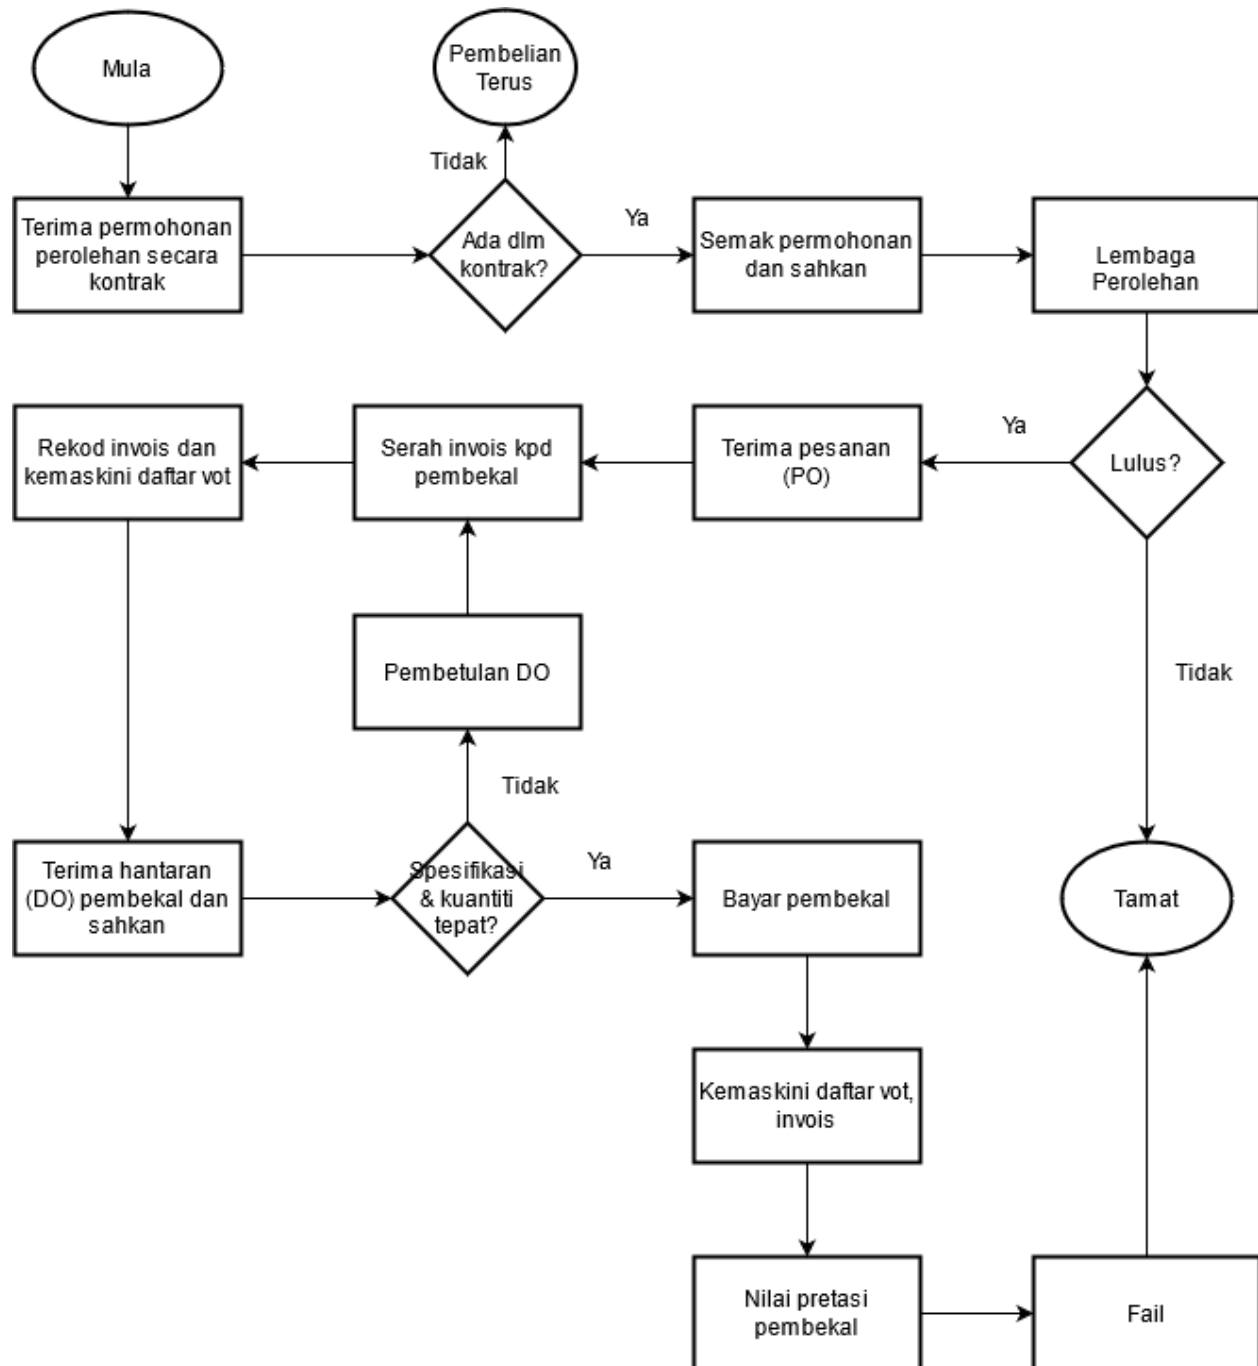 Mula
Pembelian
Terus
Tidak
Terima permohonan
perolehan secara
kontrak
Ada dlm
kontrak?
Ya
Semak permohonan
dan sahkan
Lembaga
Perolehan
Rekod invois dan
kemaskini daftar vot
Serah invois kpd
pembekal
Terima pesanan
(PO)
Ya
Lulus?
Pembetulan DO
Tidak
Tidak
Terima hantaran
(DO) pembekal dan
sahkan
Spesifikasi
& kuantiti
tepat?
Ya
Bayar pembekal
Tamat
Kemaskini daftar vot,
invois
Nilai pretasi
pembekal
Fail